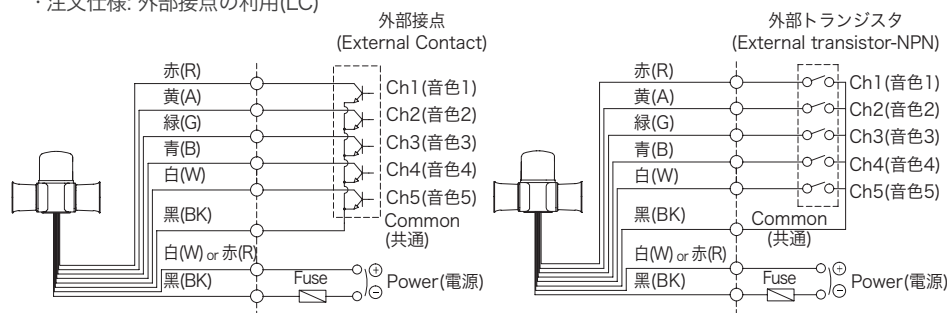 ・注文仕様: 外部接点の利用(EC)
外部接点
(External Contact)
赤(R)
黄(A)
緑(G)
青(B)
白(W)
黒(BK)
白(W) or 赤(R)
黒(BK)
Ch1(音色1)
Ch2(音色2)
Ch3(音色3)
Ch4(音色4)
Ch5(音色5)
Common
(共通)
Fuse
⊕
⊖
Power(電源)
外部トランジスタ
(External transistor-NPN)
赤(R)
黄(A)
緑(G)
青(B)
白(W)
黒(BK)
白(W) or 赤(R)
黒(BK)
Ch1(音色1)
Ch2(音色2)
Ch3(音色3)
Ch4(音色4)
Ch5(音色5)
Common
(共通)
Fuse
⊕
⊖
Power(電源)